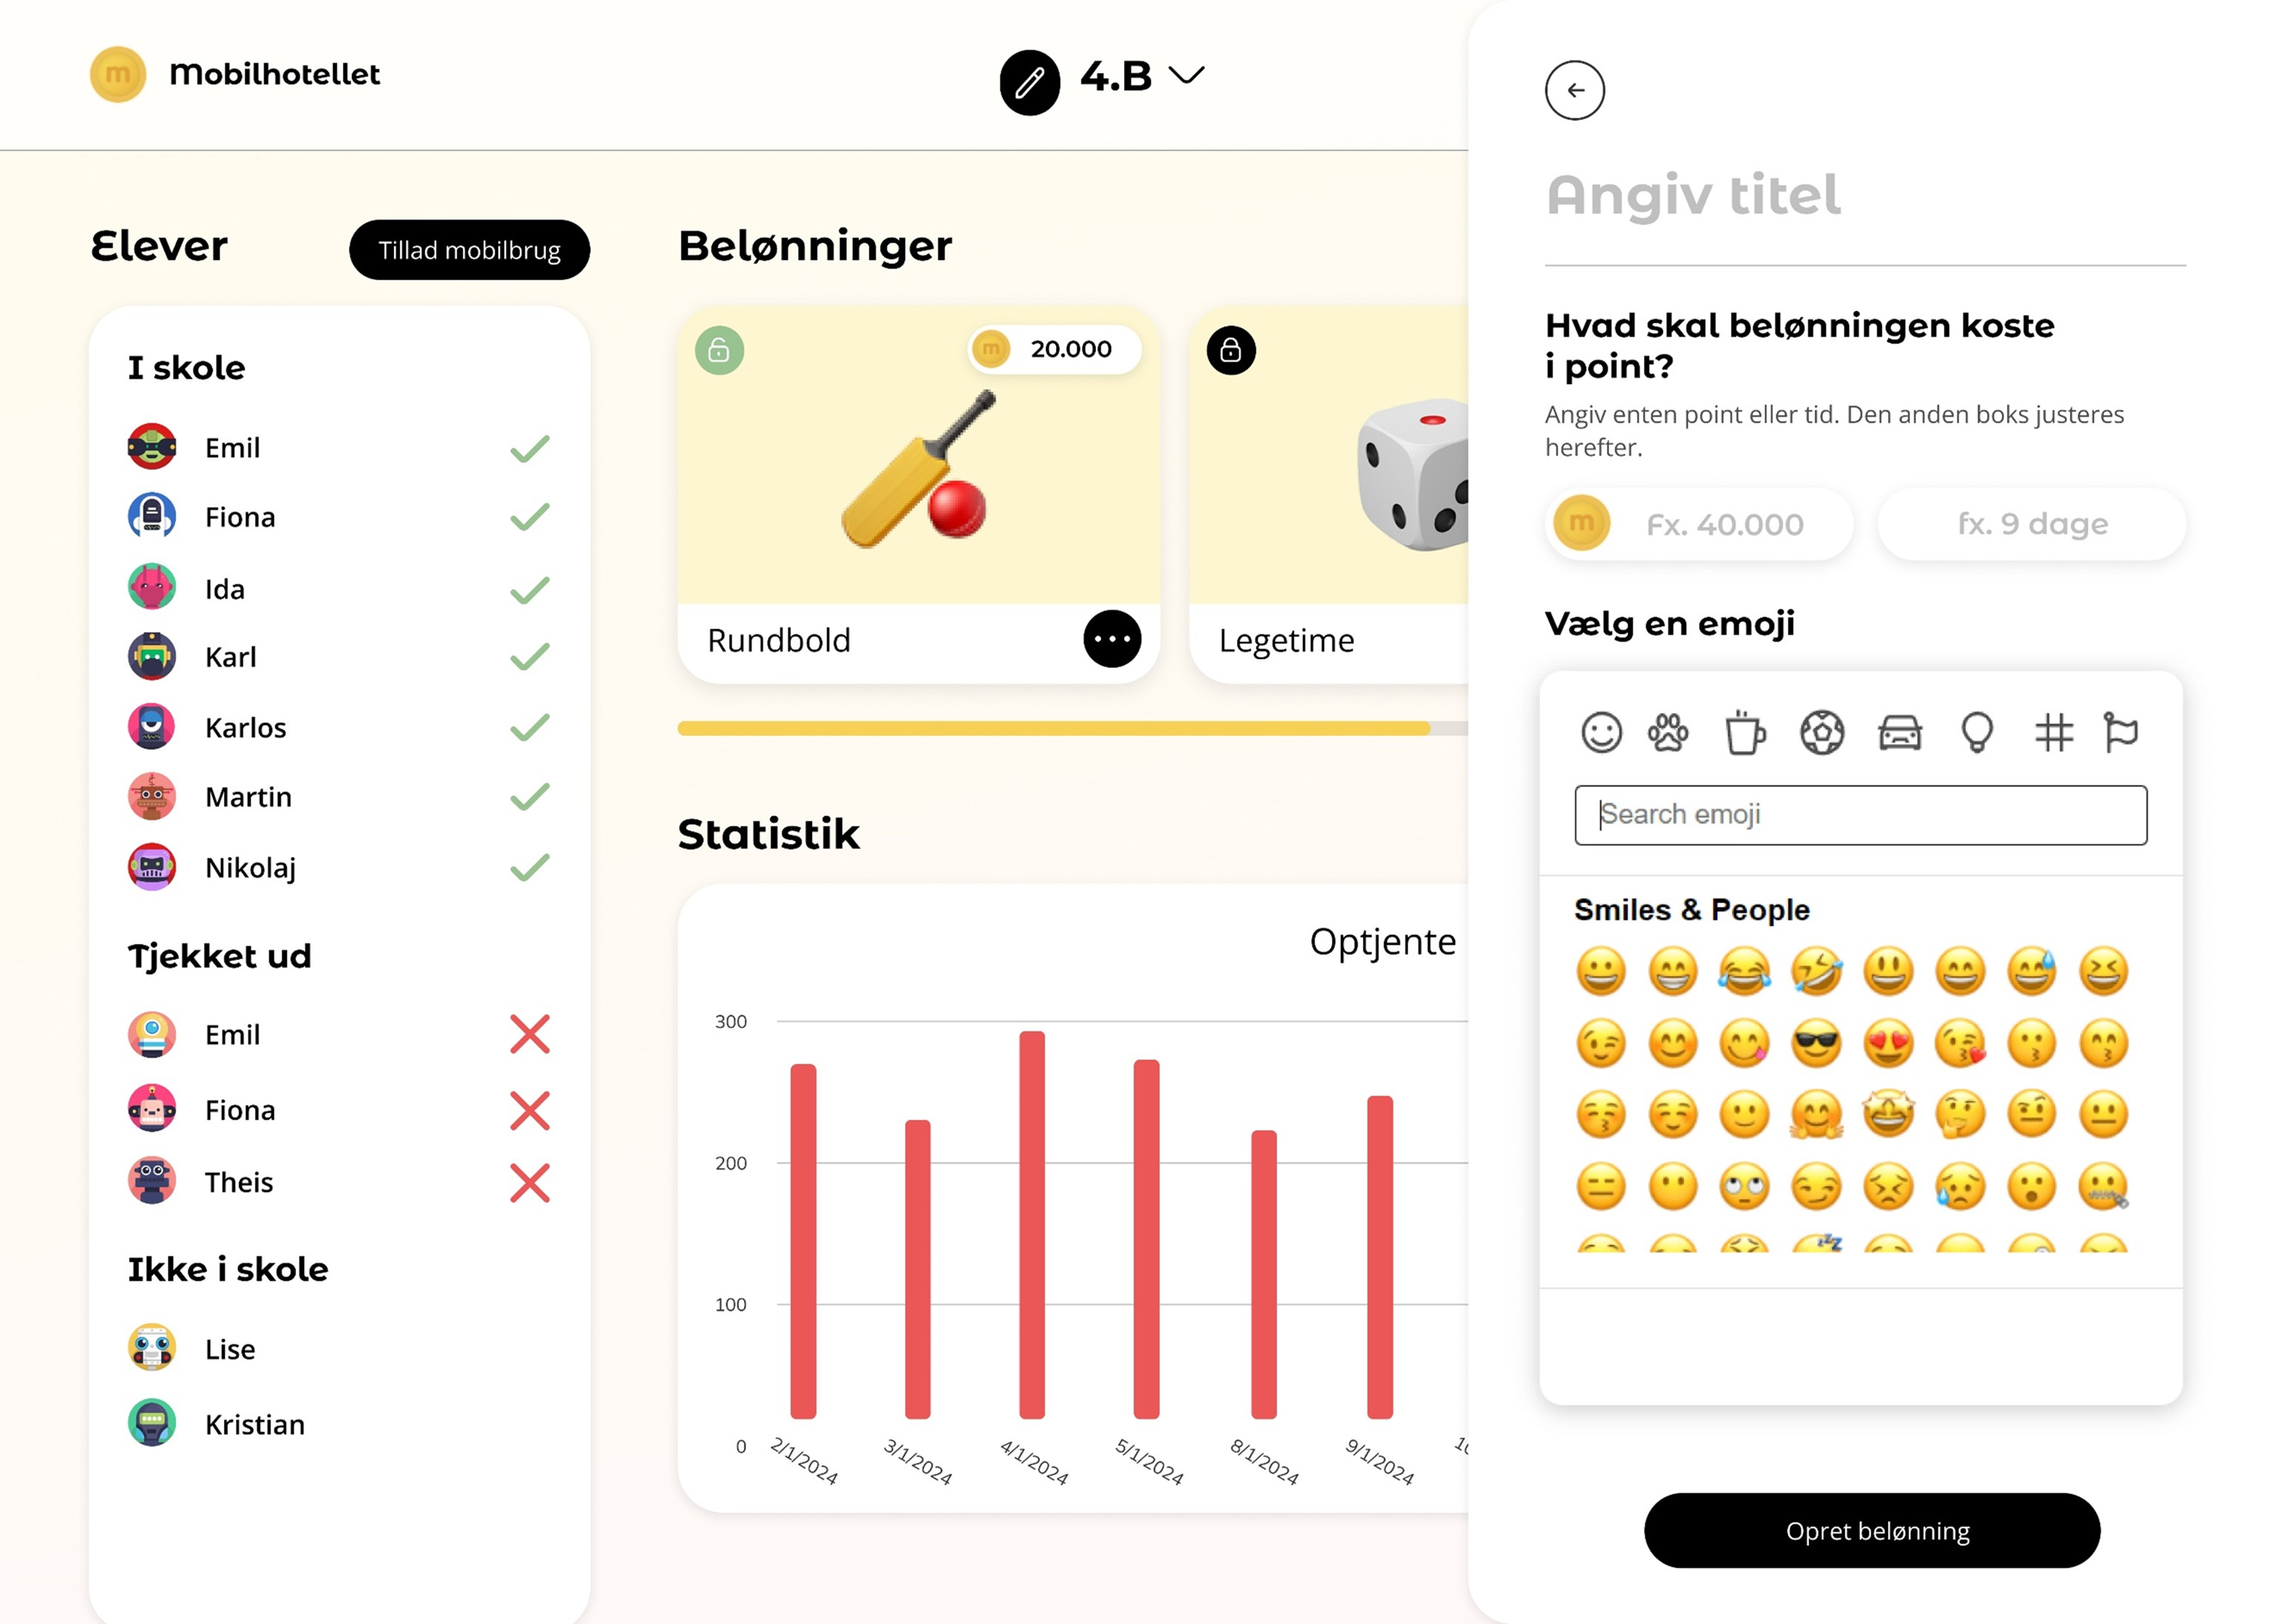 m mobilhotellet
4.B
Elever
Tillad mobilbrug
I skole
Emil
Fiona
Ida
Karl
Karlos
Martin
Nikolaj
Tjekket ud
Emil
Fiona
Theis
Ikke i skole
Lise
Kristian
Belønninger
m 20.000
Rundbold
Legetime
Statistik
Optjente
300
200
100
0
2/1/2024
3/1/2024
4/1/2024
5/1/2024
8/1/2024
9/1/2024
Angiv titel
Hvad skal belønningen koste
i point?
Angiv enten point eller tid. Den anden boks justeres
herefter.
m Fx. 40.000
fx. 9 dage
Vælg en emoji
Search emoji
Smiles & People
Opret belønning